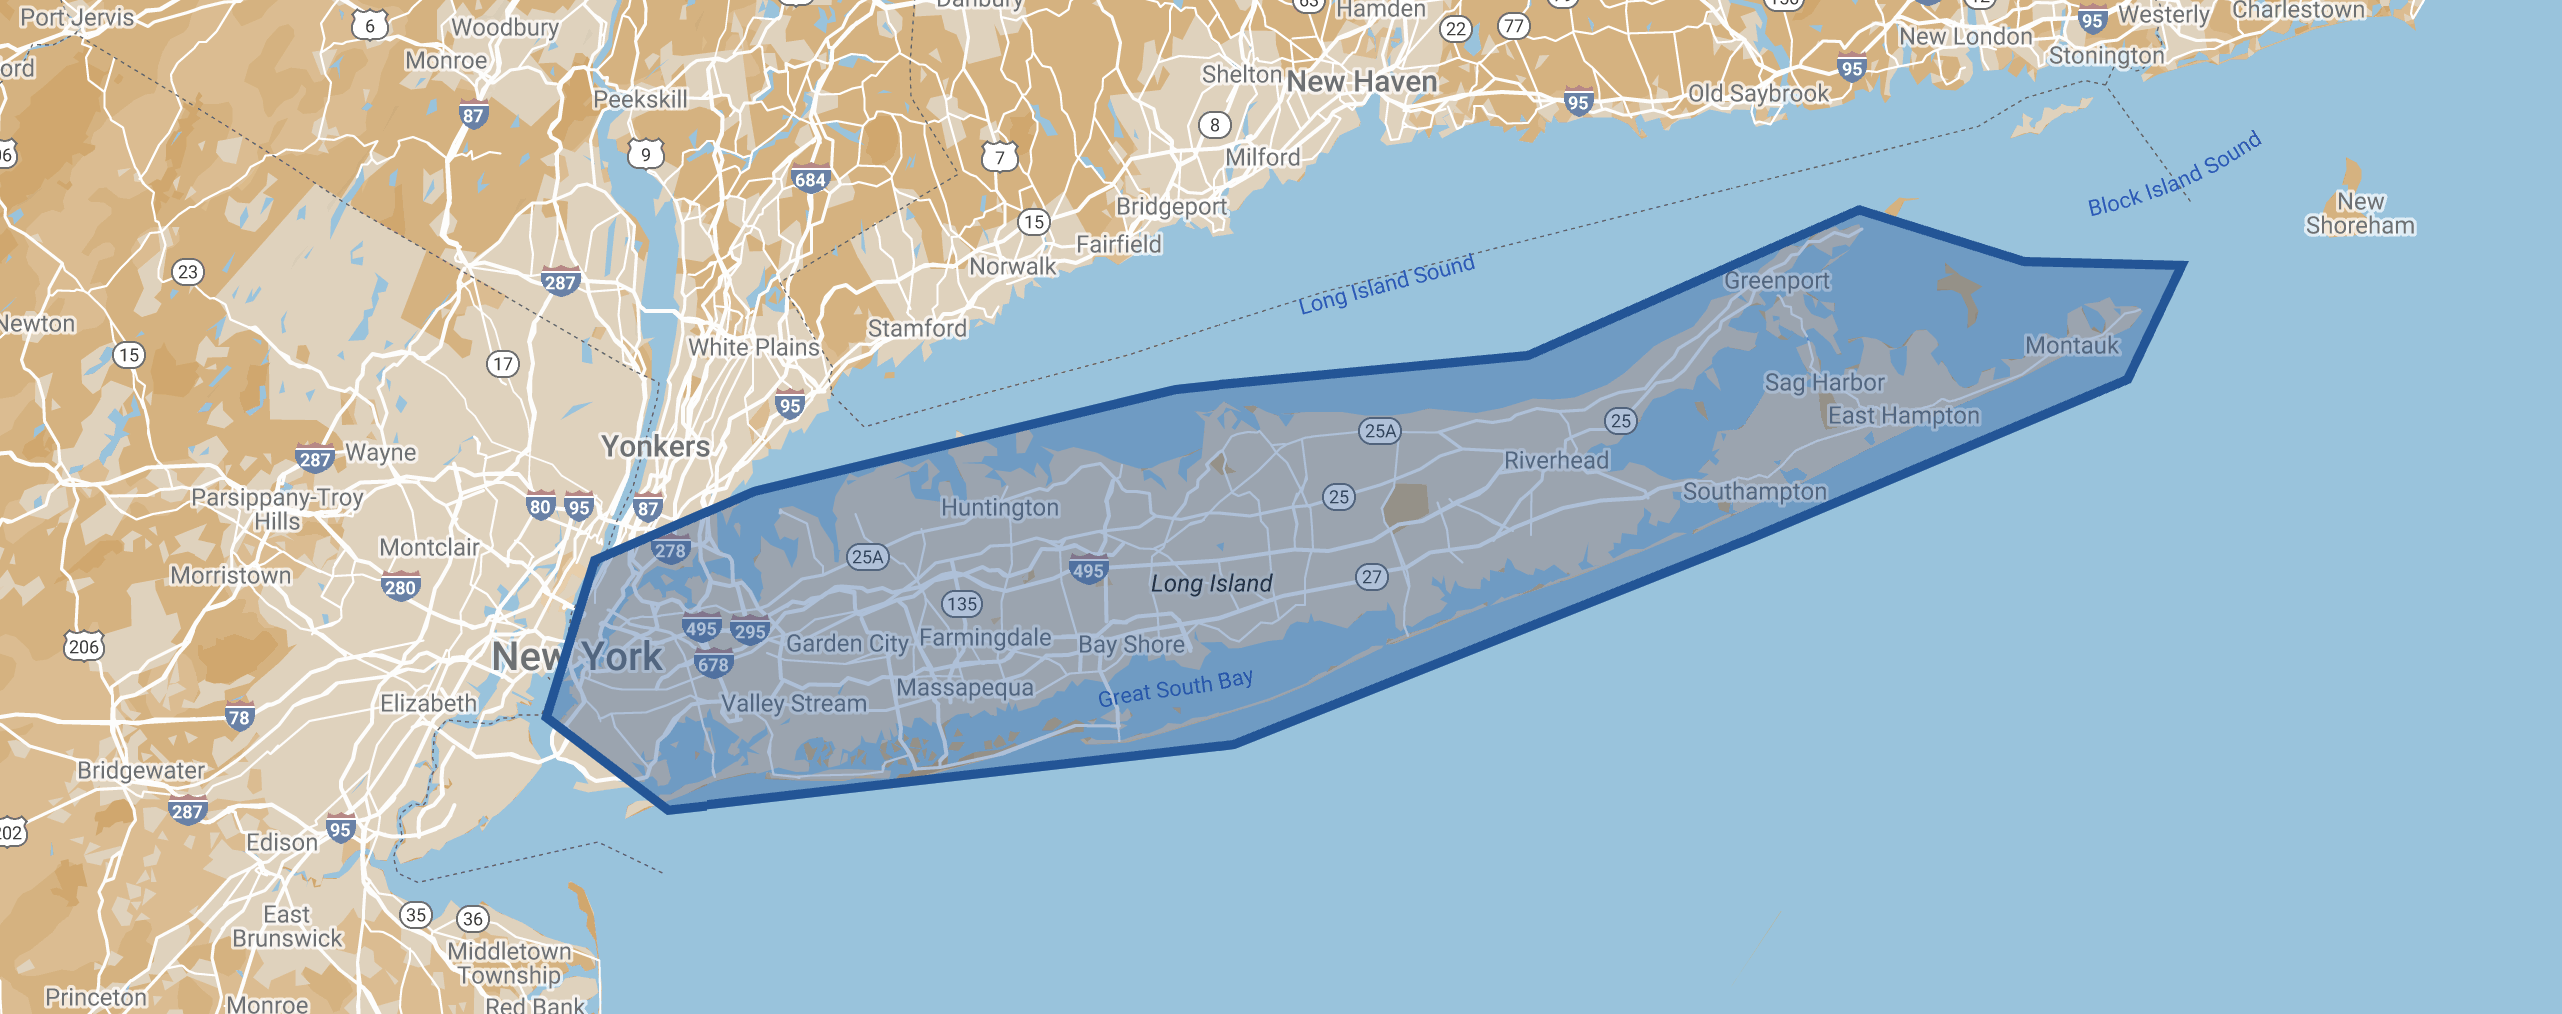 Port Jervis
6
Woodbury
Danbury
63
Hamden
22
77
12
95
Westerly
Charlestown
New London
Stonington
Monroe
87
Peekskill
Shelton
New Haven
95
95
Old Saybrook
8
9
7
Milford
684
Block Island Sound
Bridgeport
15
Fairfield
New
Shoreham
Norwalk
23
287
Long Island Sound
Greenport
Newton
15
Stamford
17
White Plains
Montauk
95
Sag Harbor
East Hampton
25A
25
Yonkers
287
Wayne
Riverhead
Parsippany-Troy
Hills
80
95
87
Huntington
25
Southampton
Montclair
278
25A
Morristown
280
495
Long Island
27
135
206
New York
495
295
678
Garden City
Farmingdale
Bay Shore
Massapequa
Great South Bay
Elizabeth
Valley Stream
78
Bridgewater
287
202
95
Edison
East
Brunswick
35
36
Middletown
Township
Princeton
Monroe
Red Bank